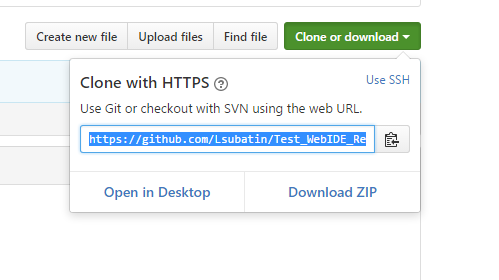 Create new file Upload files Find file Clone or download
Clone with HTTPS ? Use SSH
Use Git or checkout with SVN using the web URL.
https://github.com/Lsubatin/Test_WebIDE_Re
Open in Desktop Download ZIP